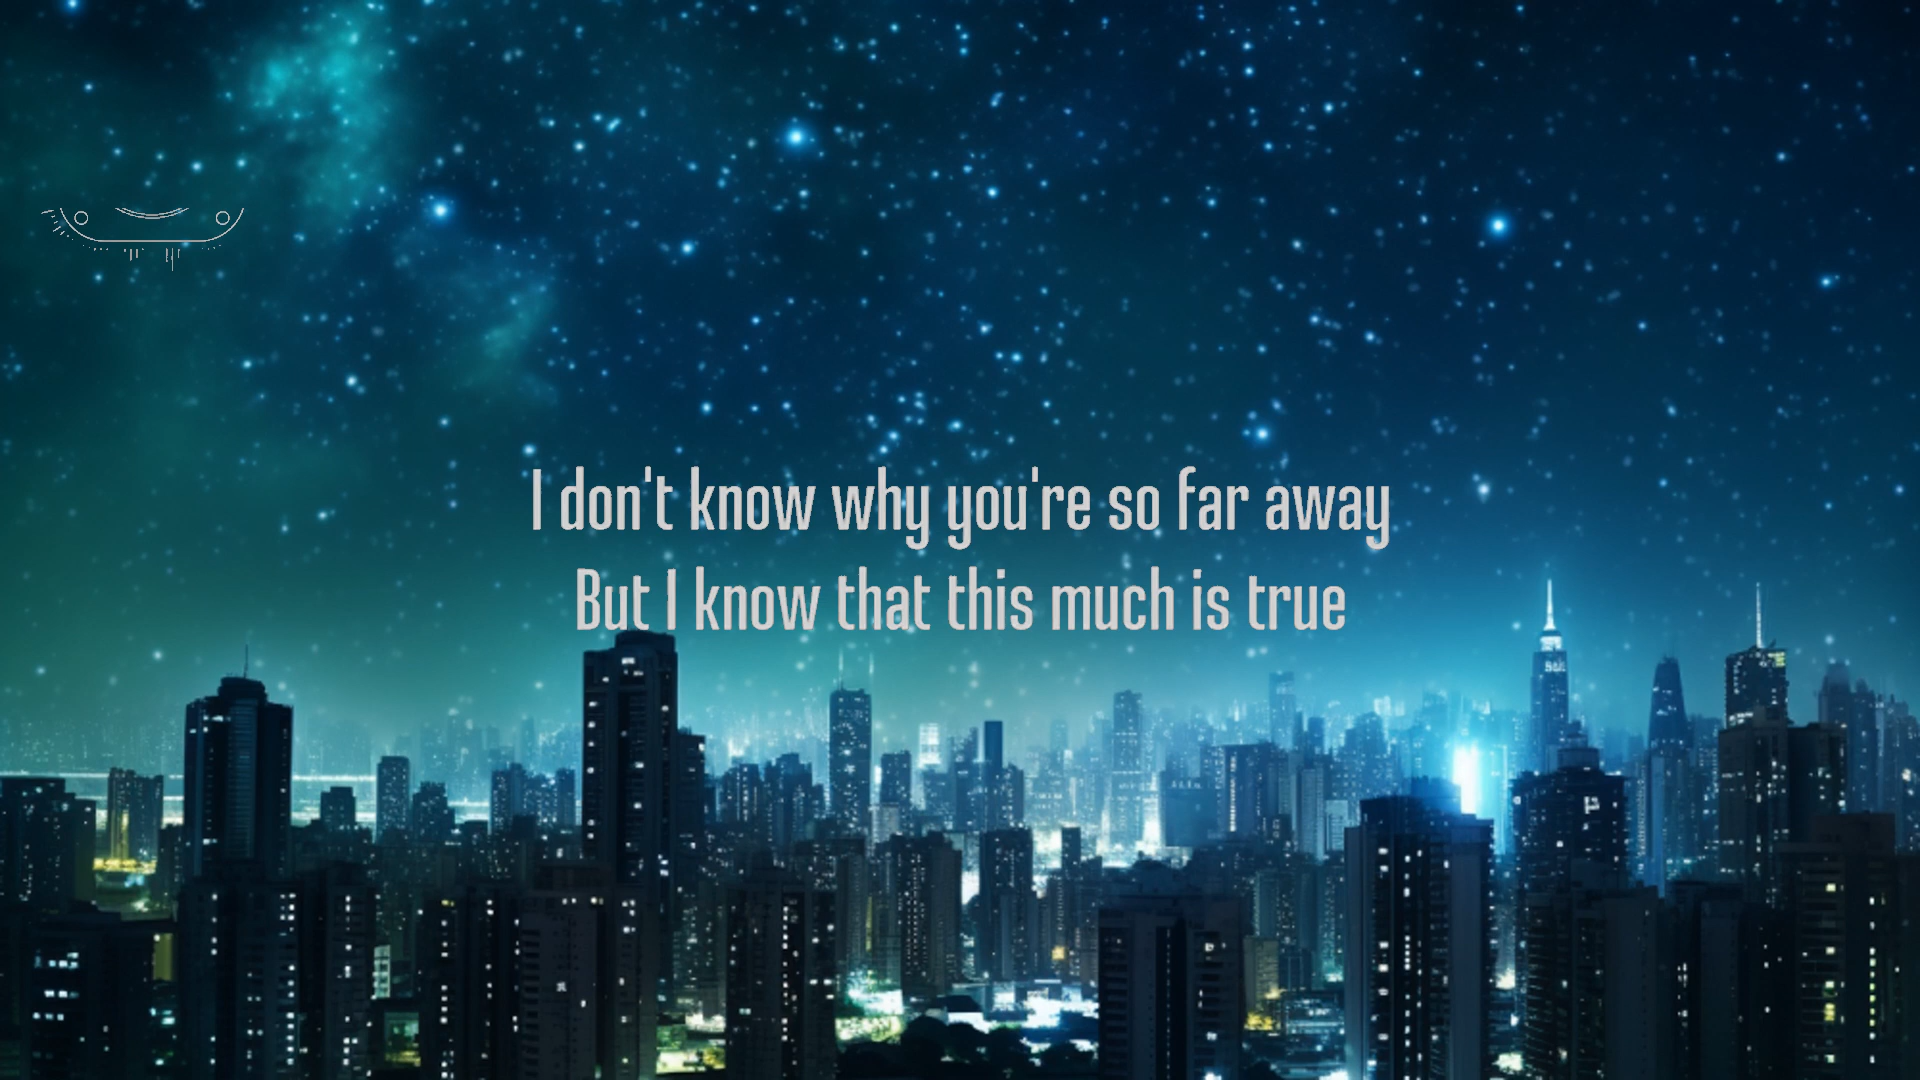 I don't know why you're so far away
But I know that this much is true